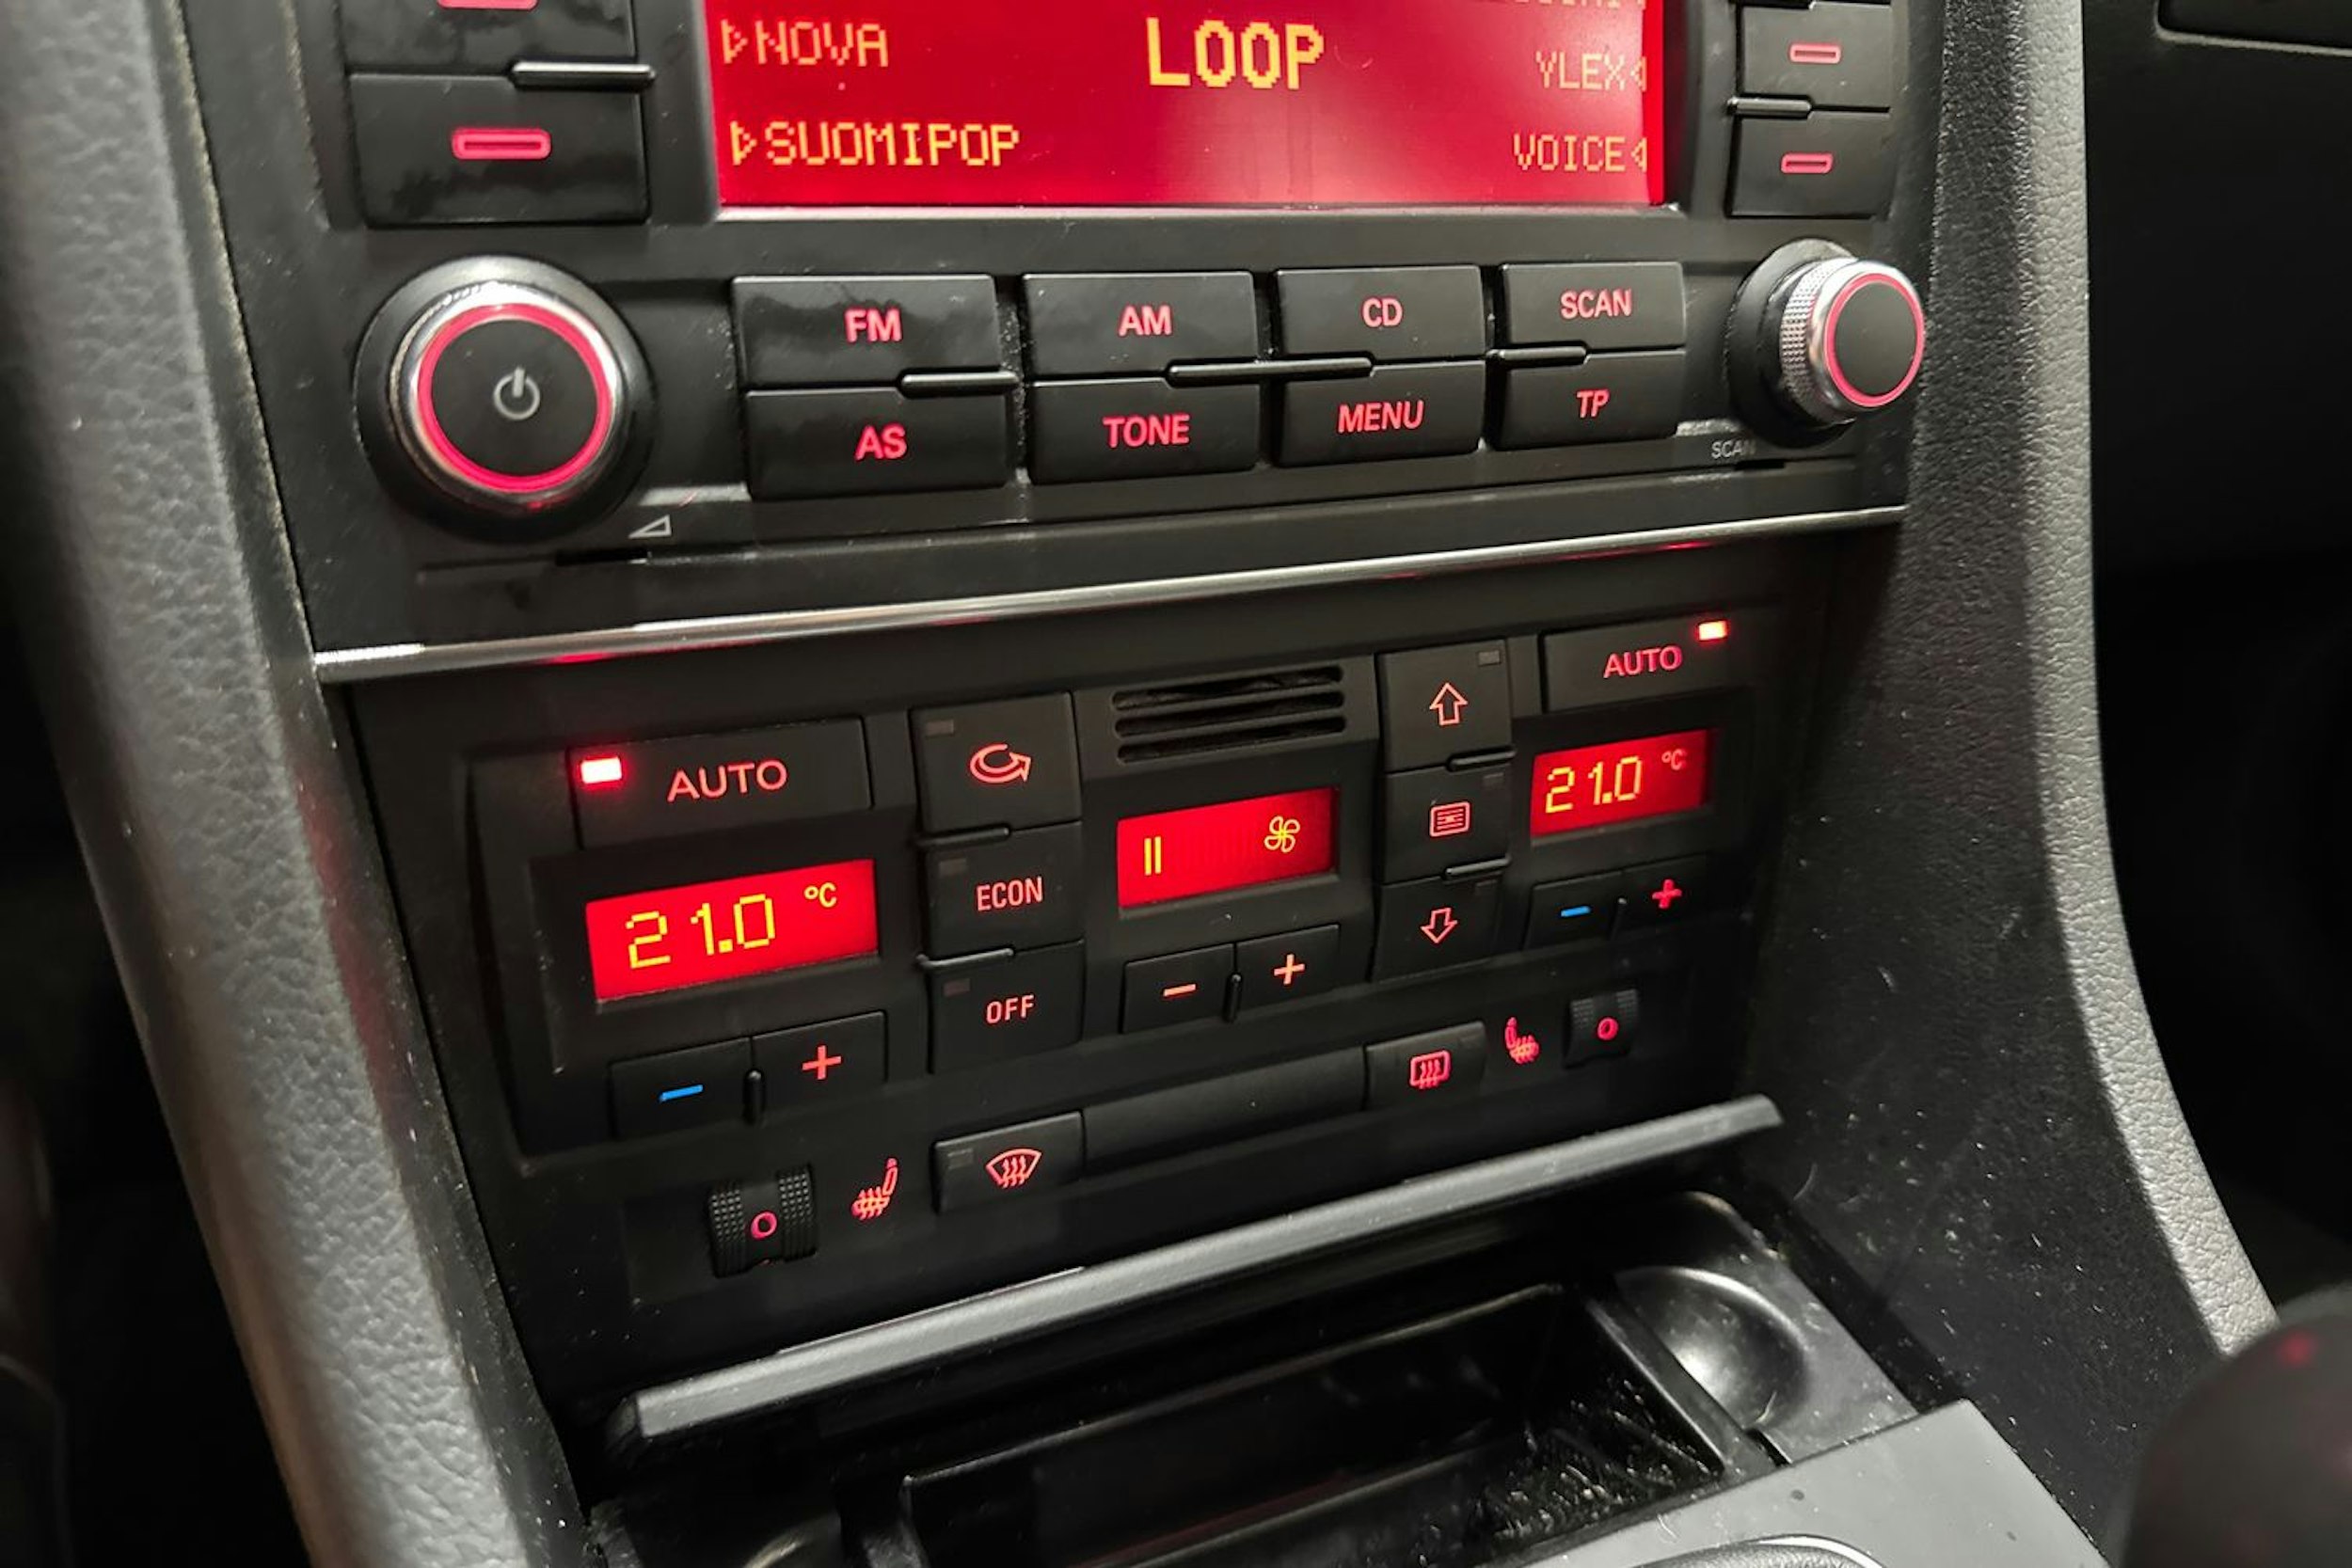 NOVA LOOP YLEX
SUOMIPOP VOICE
FM AM CD SCAN
AS TONE MENU TP
SCAN
AUTO AUTO
21.0 °C
ECON
21.0 °C
OFF